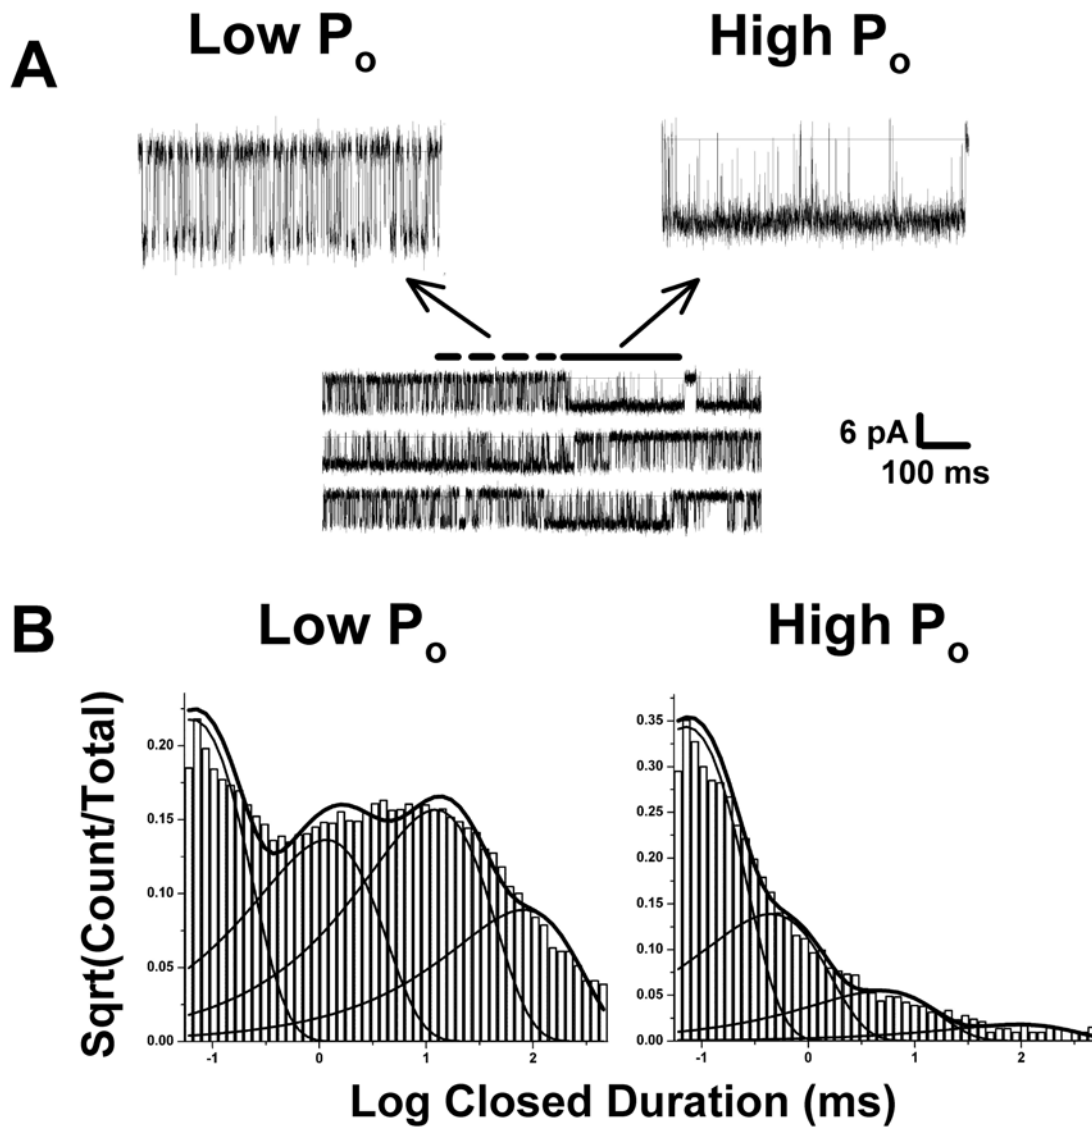 A
Low Po
High Po
6 pA
100 ms
B
Low Po
High Po
Sqrt(Count/Total)
0.20
0.15
0.10
0.05
0.00
-1
0
1
2
0.35
0.30
0.25
0.20
0.15
0.10
0.05
0.00
-1
0
1
2
Log Closed Duration (ms)